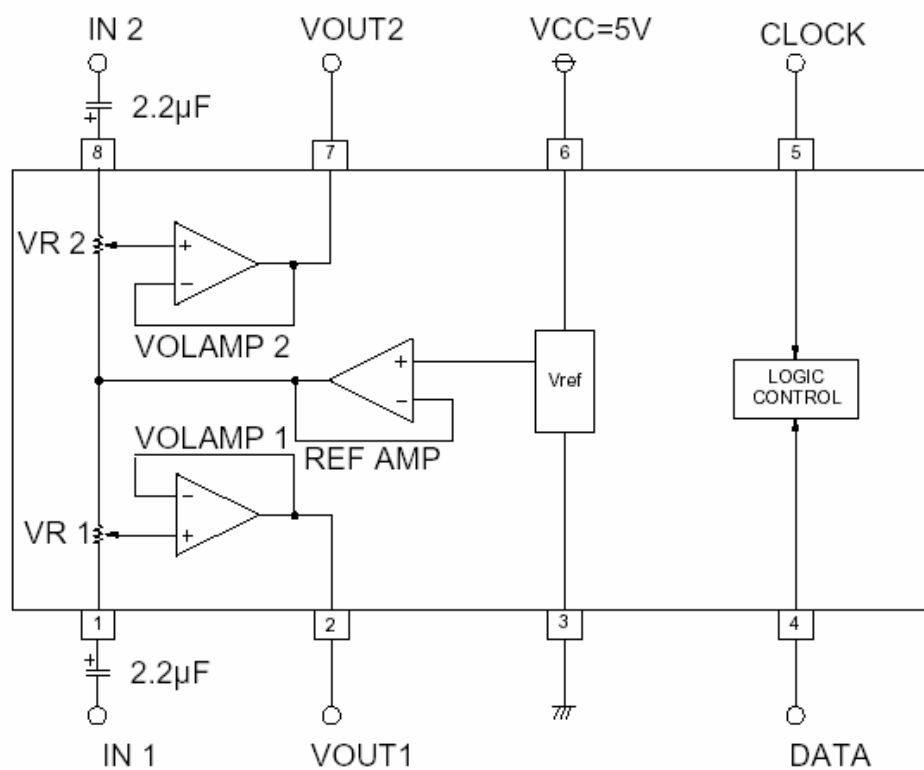 IN 2
VOUT2
VCC=5V
CLOCK
2.2µF
+
8
7
6
5
VR 2
+
−
VOLAMP 2
+
−
Vref
LOGIC
CONTROL
VOLAMP 1
REF AMP
−
+
VR 1
1
2
3
4
+
2.2µF
IN 1
VOUT1
DATA